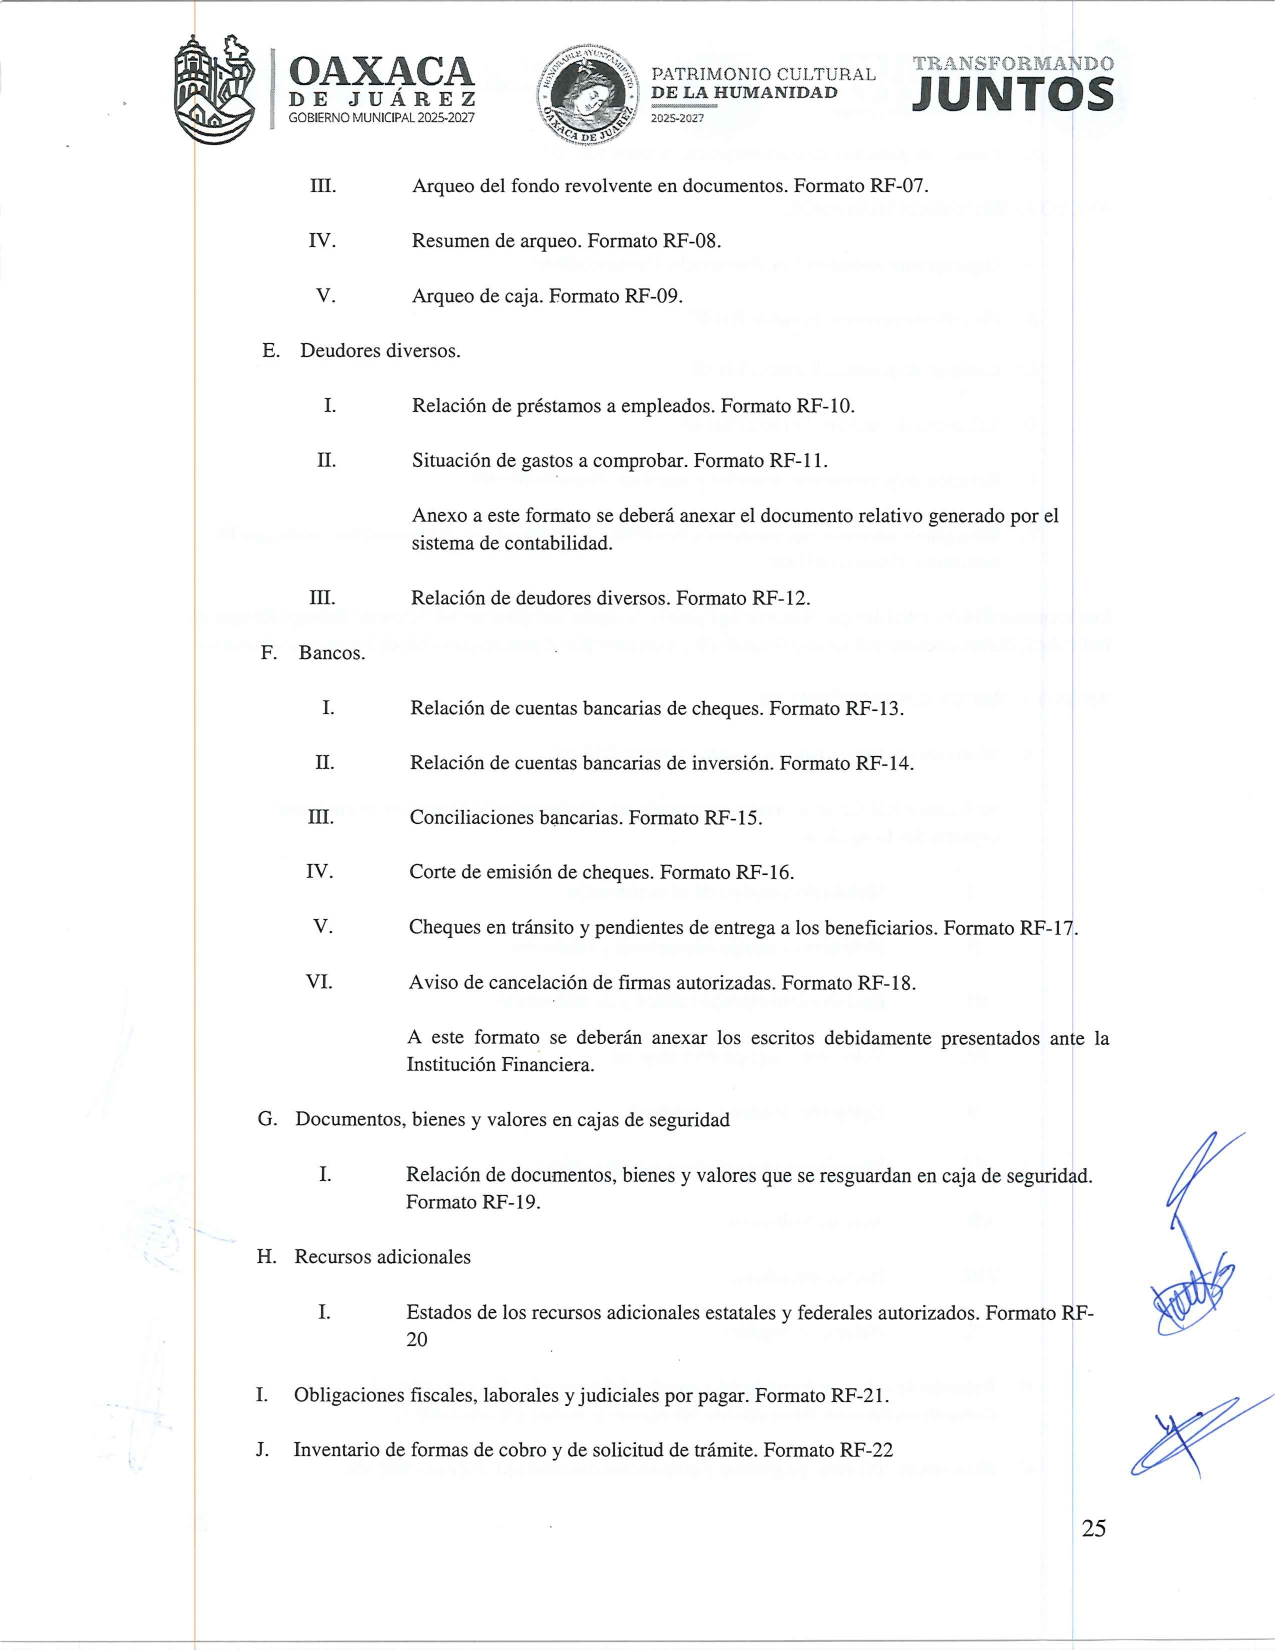 OAXACA
DE JUÁREZ
GOBIERNO MUNICIPAL 2025-2027
HONORABLE AYUNTAMIENTO
OAXACA DE JUÁREZ
PATRIMONIO CULTURAL
DE LA HUMANIDAD
2025-2027
TRANSFORMANDO
JUNTOS
III. Arqueo del fondo revolvente en documentos. Formato RF-07.
IV. Resumen de arqueo. Formato RF-08.
V. Arqueo de caja. Formato RF-09.
E. Deudores diversos.
I. Relación de préstamos a empleados. Formato RF-10.
II. Situación de gastos a comprobar. Formato RF-11.
Anexo a este formato se deberá anexar el documento relativo generado por el
sistema de contabilidad.
III. Relación de deudores diversos. Formato RF-12.
F. Bancos.
I. Relación de cuentas bancarias de cheques. Formato RF-13.
II. Relación de cuentas bancarias de inversión. Formato RF-14.
III. Conciliaciones bancarias. Formato RF-15.
IV. Corte de emisión de cheques. Formato RF-16.
V. Cheques en tránsito y pendientes de entrega a los beneficiarios. Formato RF-17.
VI. Aviso de cancelación de firmas autorizadas. Formato RF-18.
A este formato se deberán anexar los escritos debidamente presentados ante la
Institución Financiera.
G. Documentos, bienes y valores en cajas de seguridad
I. Relación de documentos, bienes y valores que se resguardan en caja de seguridad.
Formato RF-19.
H. Recursos adicionales
I. Estados de los recursos adicionales estatales y federales autorizados. Formato RF-
20
I. Obligaciones fiscales, laborales y judiciales por pagar. Formato RF-21.
J. Inventario de formas de cobro y de solicitud de trámite. Formato RF-22
25